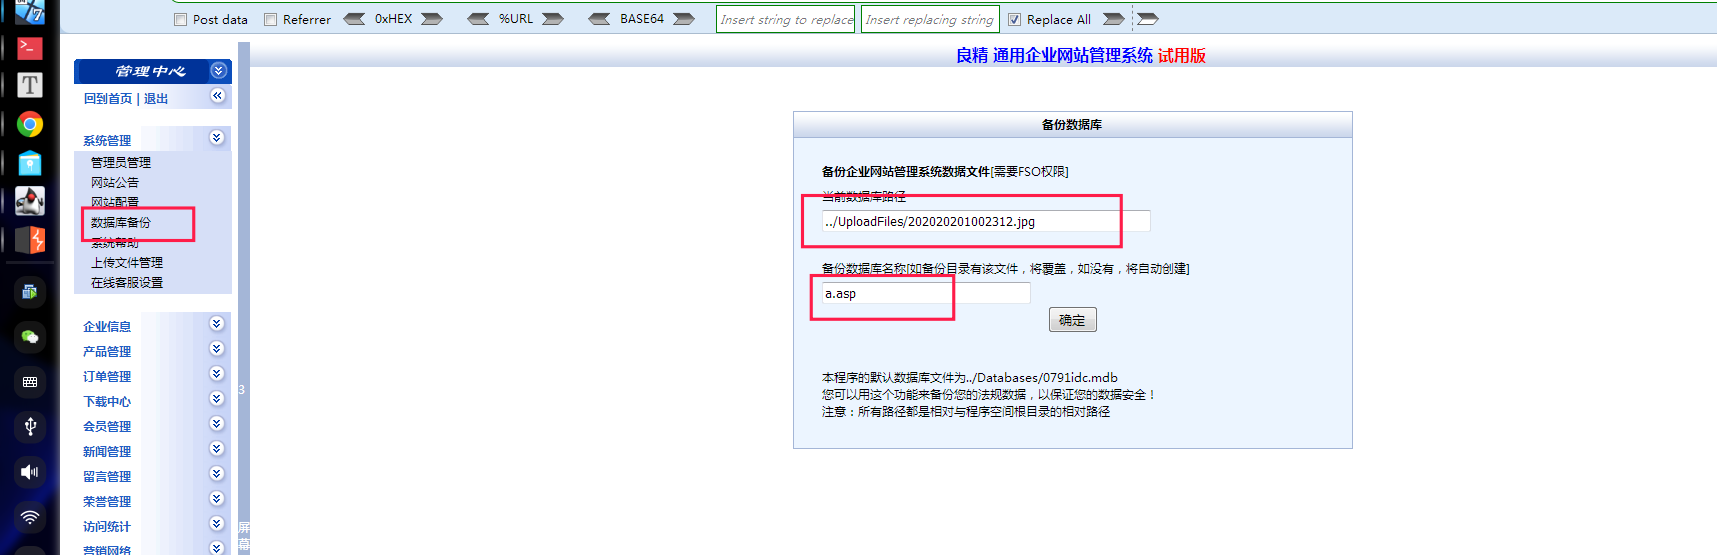 Post data Referrer 0xHEX %URL BASE64 Insert string to replace Insert replacing string Replace All
良精 通用企业网站管理系统 试用版
管理中心
回到首页 | 退出
系统管理
管理员管理
网站公告
网站配置
数据库备份
系统帮助
上传文件管理
在线客服设置
企业信息
产品管理
订单管理
下载中心
会员管理
新闻管理
留言管理
荣誉管理
访问统计
营销网络
3
屏
幕
备份数据库
备份企业网站管理系统数据文件[需要FSO权限]
当前数据库路径
../UploadFiles/202020201002312.jpg
备份数据库名称[如备份目录有该文件，将覆盖，如没有，将自动创建]
a.asp
确定
本程序的默认数据库文件为../Databases/0791idc.mdb
您可以用这个功能来备份您的法规数据，以保证您的数据安全！
注意：所有路径都是相对与程序空间根目录的相对路径